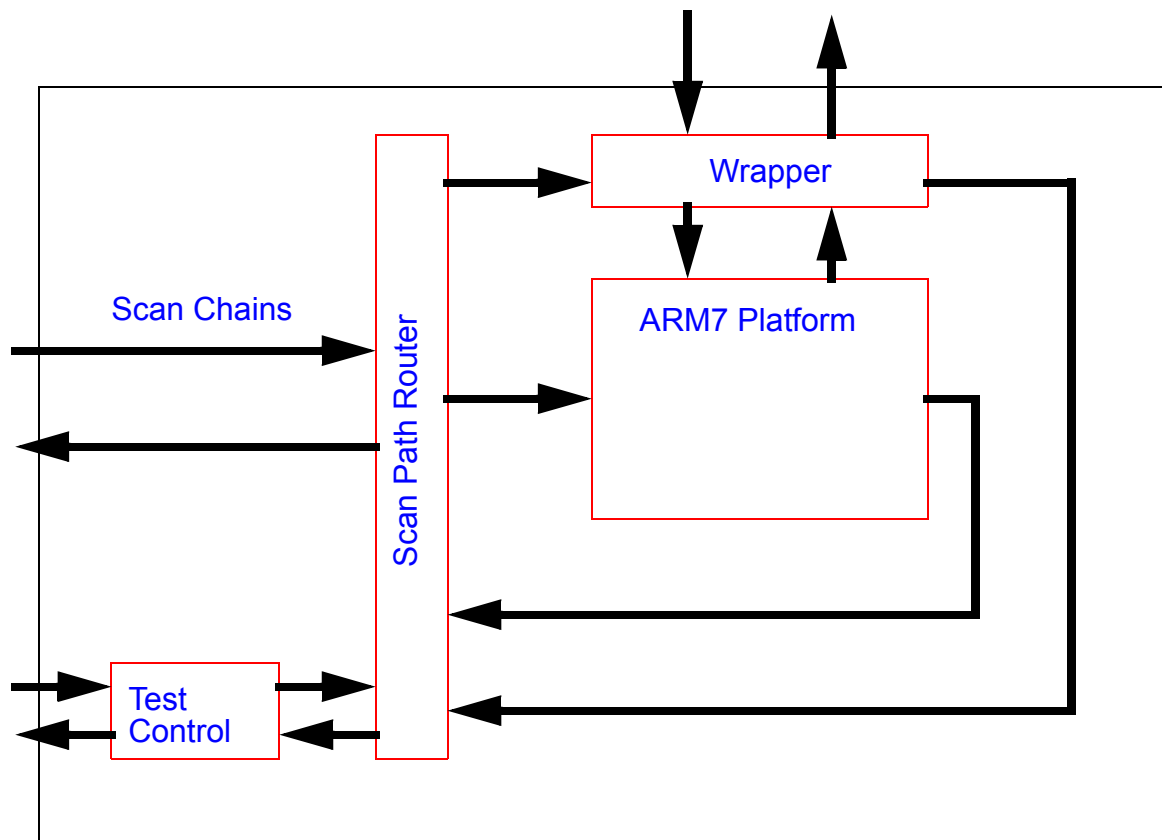 Wrapper
Scan Chains
ARM7 Platform
Scan Path Router
Test
Control